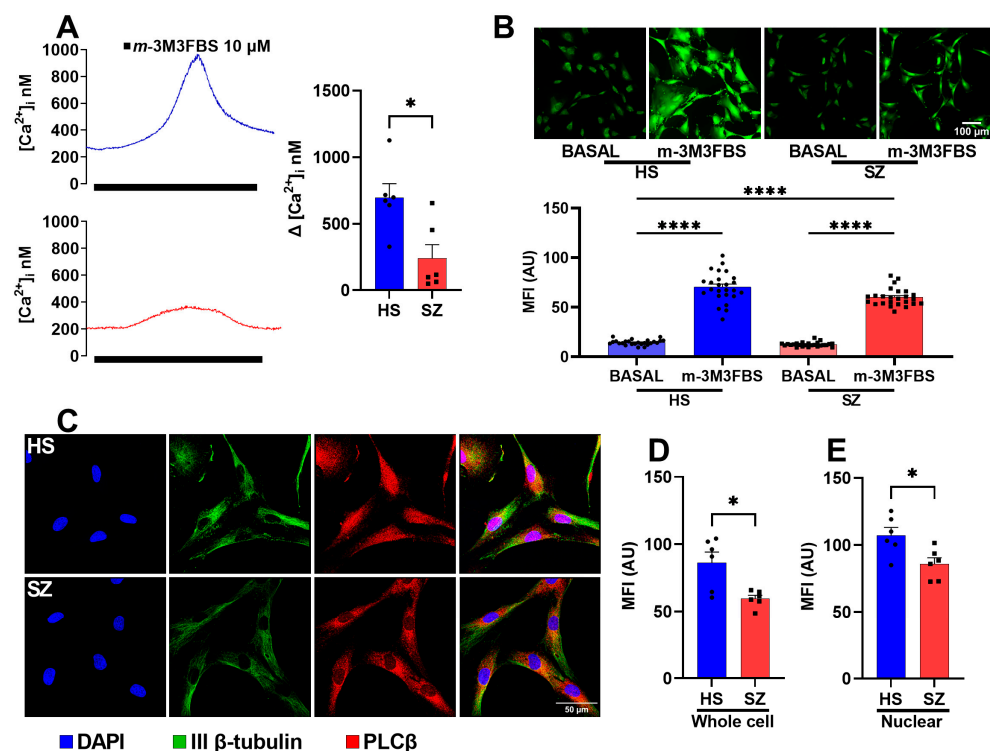 A
■ m-3M3FBS 10 µM
[Ca²⁺]i nM
1000
800
600
400
200
0
[Ca²⁺]i nM
1000
800
600
400
200
0
Δ [Ca²⁺]i nM
1500
1000
500
0
*
HS SZ
B
100 µm
BASAL m-3M3FBS BASAL m-3M3FBS
HS SZ
MFI (AU)
150
100
50
0
****
**** ****
BASAL m-3M3FBS BASAL m-3M3FBS
HS SZ
C
HS
SZ
50 µm
DAPI III β-tubulin PLCβ
D
MFI (AU)
150
100
50
0
*
HS SZ
Whole cell
E
MFI (AU)
150
100
50
0
*
HS SZ
Nuclear